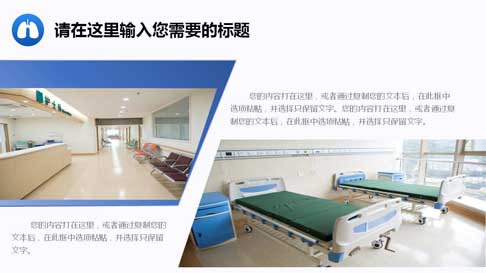 请在这里输入您需要的标题
您的内容打在这里，或者通过复制您的文本后，在此框中
选项粘贴，并选择只保留文字。您的内容打在这里，或者通过复
制您的文本后，在此框中选项粘贴，并选择只保留文字。
您的内容打在这里，或者通过复制您的
文本后，在此框中选项粘贴，并选择只保留
文字。